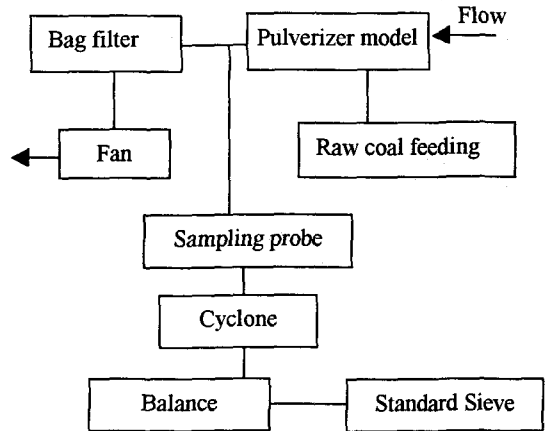 Flow
Bag filter
Pulverizer model
Fan
Raw coal feeding
Sampling probe
Cyclone
Balance
Standard Sieve